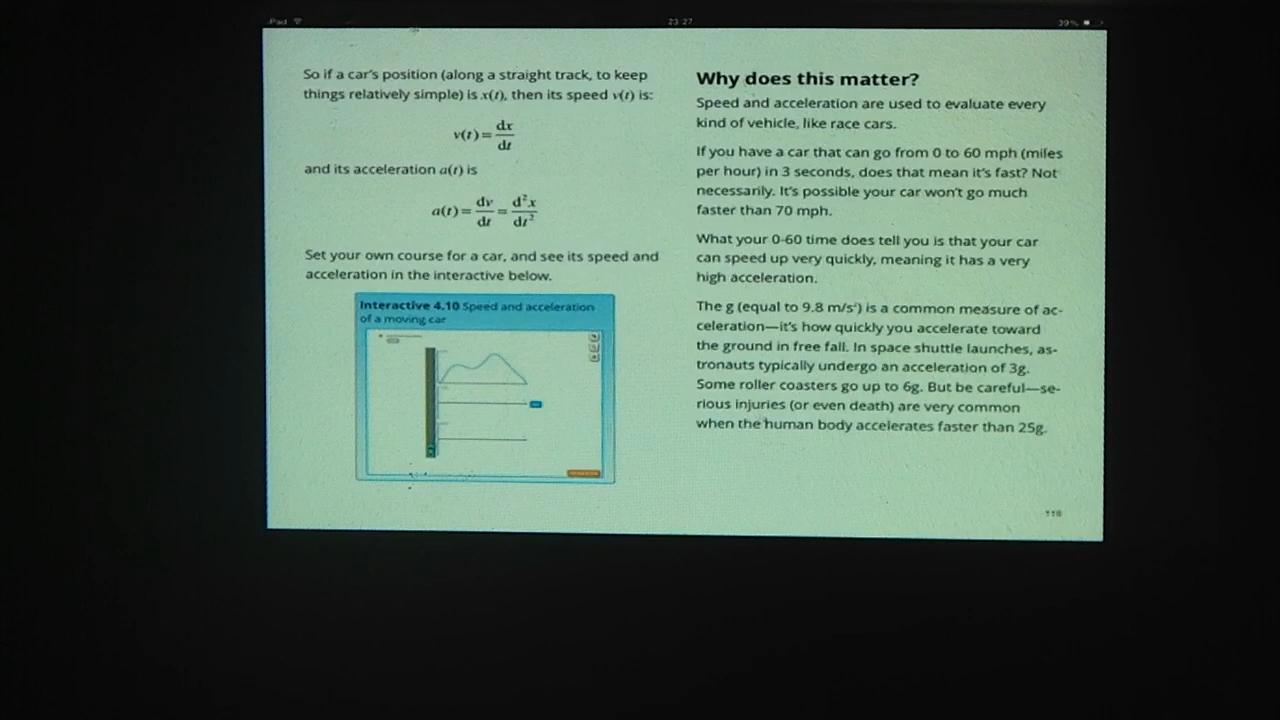 iPad
23:27
39%
So if a car's position (along a straight track, to keep
things relatively simple) is x(t), then its speed v(t) is:
v(t) = dx/dt
and its acceleration a(t) is
a(t) = dv/dt = d²x/dt²
Set your own course for a car, and see its speed and
acceleration in the interactive below.
Interactive 4.10 Speed and acceleration
of a moving car
Why does this matter?
Speed and acceleration are used to evaluate every
kind of vehicle, like race cars.
If you have a car that can go from 0 to 60 mph (miles
per hour) in 3 seconds, does that mean it's fast? Not
necessarily. It's possible your car won't go much
faster than 70 mph.
What your 0-60 time does tell you is that your car
can speed up very quickly, meaning it has a very
high acceleration.
The g (equal to 9.8 m/s²) is a common measure of ac-
celeration—it's how quickly you accelerate toward
the ground in free fall. In space shuttle launches, as-
tronauts typically undergo an acceleration of 3g.
Some roller coasters go up to 6g. But be careful—se-
rious injuries (or even death) are very common
when the human body accelerates faster than 25g.